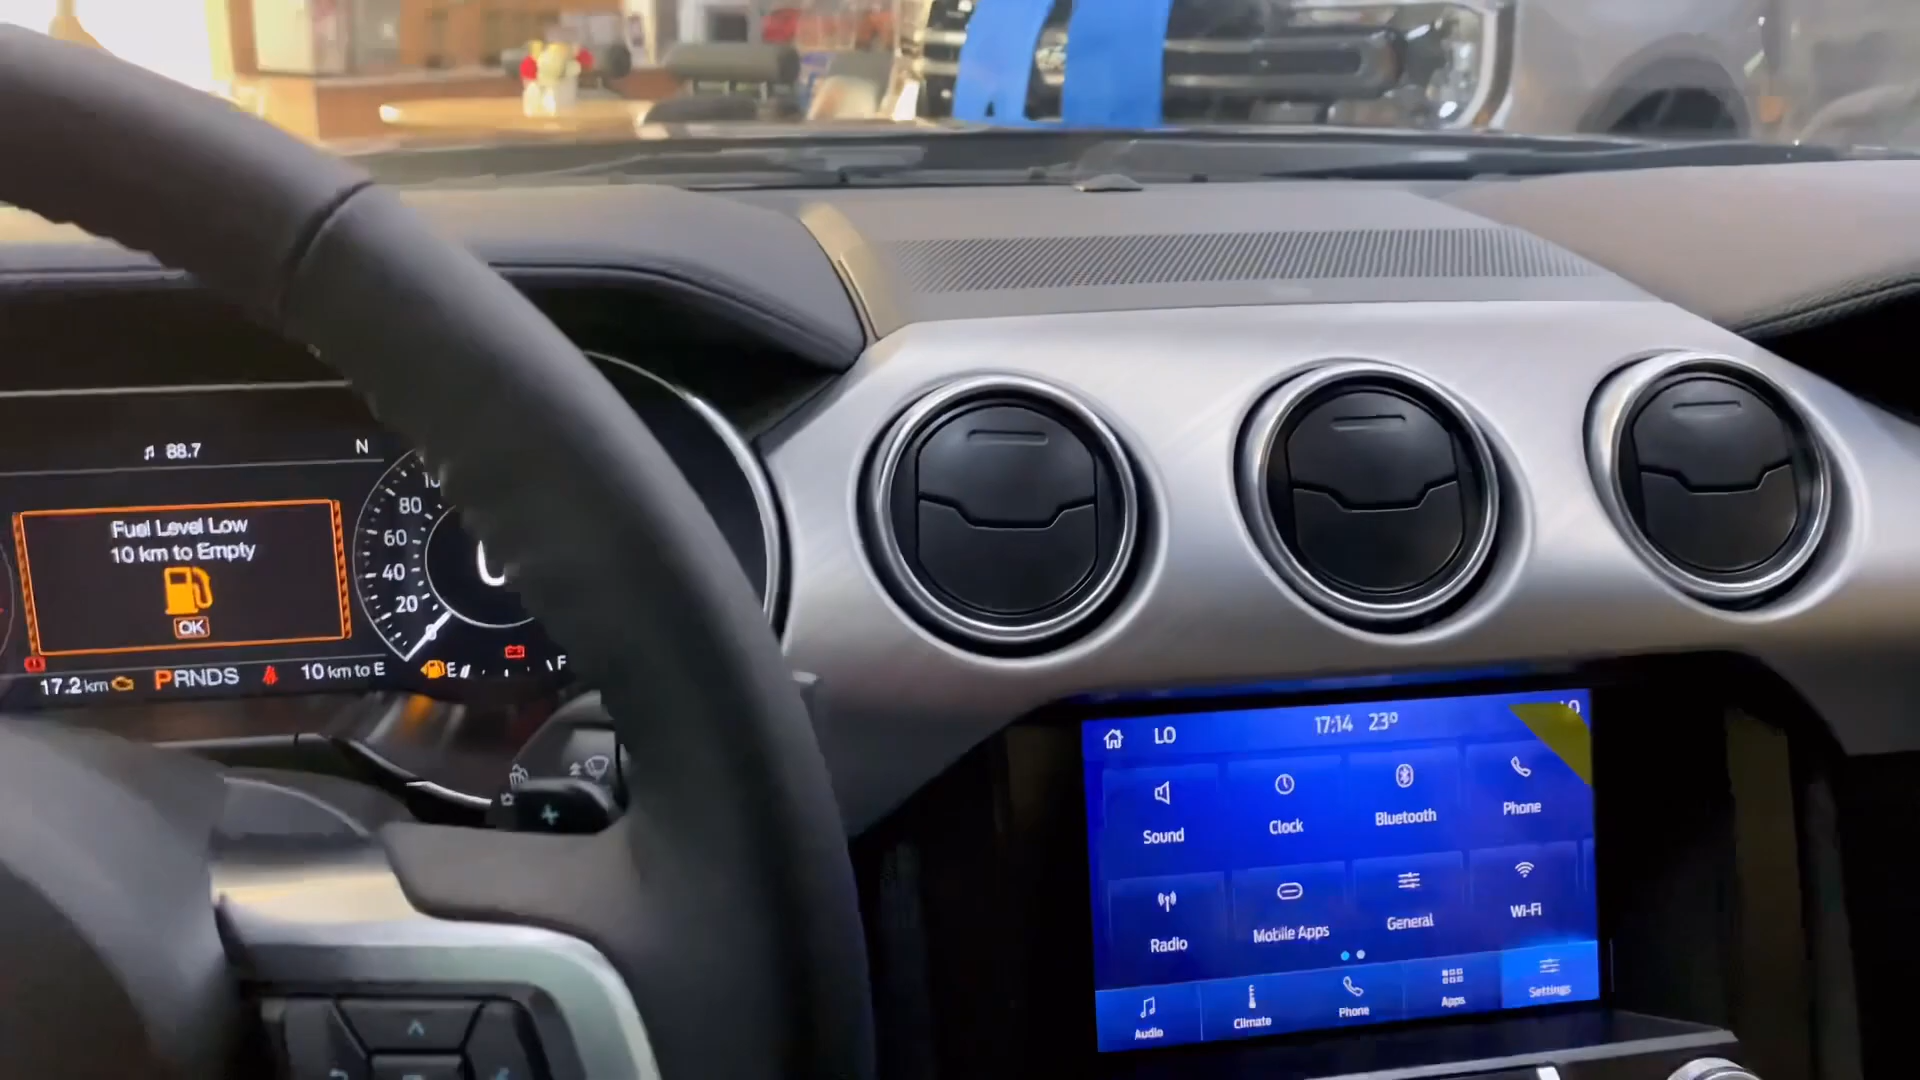 88.7
N
Fuel Level Low
10 km to Empty
OK
80
60
40
20
0
17.2 km
PRNDS
10 km to E
E
F
LO
17:14
23°
Sound
Clock
Bluetooth
Phone
Radio
Mobile Apps
General
Wi-Fi
Audio
Climate
Phone
Apps
Settings